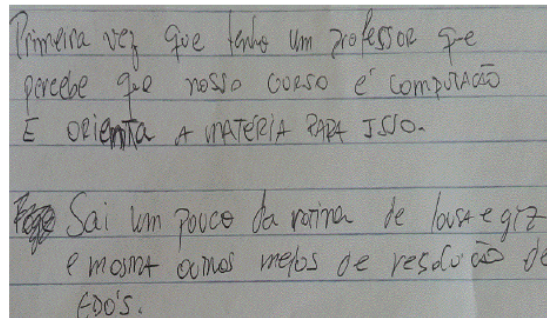 Primeira vez que tenho um professor que
percebe que nosso curso é computação
E orienta A MATÉRIA PARA ISSO.
Sai um pouco da rotina de lousa e giz
e mostra outros meios de resolução de
EDO'S.